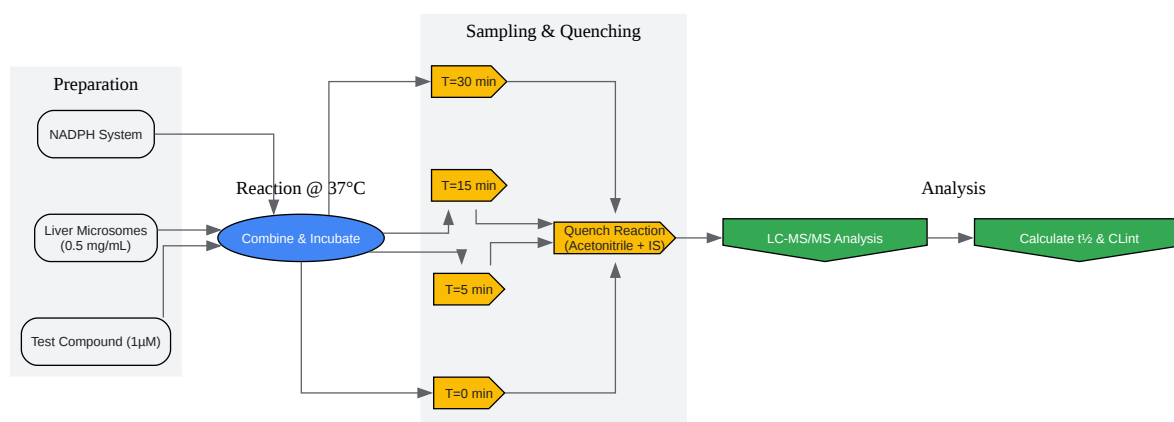 Preparation
NADPH System
Liver Microsomes
(0.5 mg/mL)
Test Compound (1µM)
Reaction @ 37°C
Combine & Incubate
Sampling & Quenching
T=30 min
T=15 min
T=5 min
T=0 min
Quench Reaction
(Acetonitrile + IS)
Analysis
LC-MS/MS Analysis
Calculate t½ & CLint